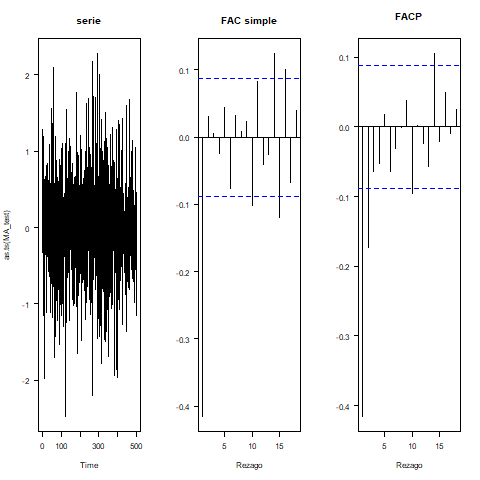 serie
as.ts(MA_test)
2
1
0
-1
-2
0 100 300 500
Time
FAC simple
0.1
0.0
-0.1
-0.2
-0.3
-0.4
5 10 15
Rezago
FACP
0.1
0.0
-0.1
-0.2
-0.3
-0.4
5 10 15
Rezago